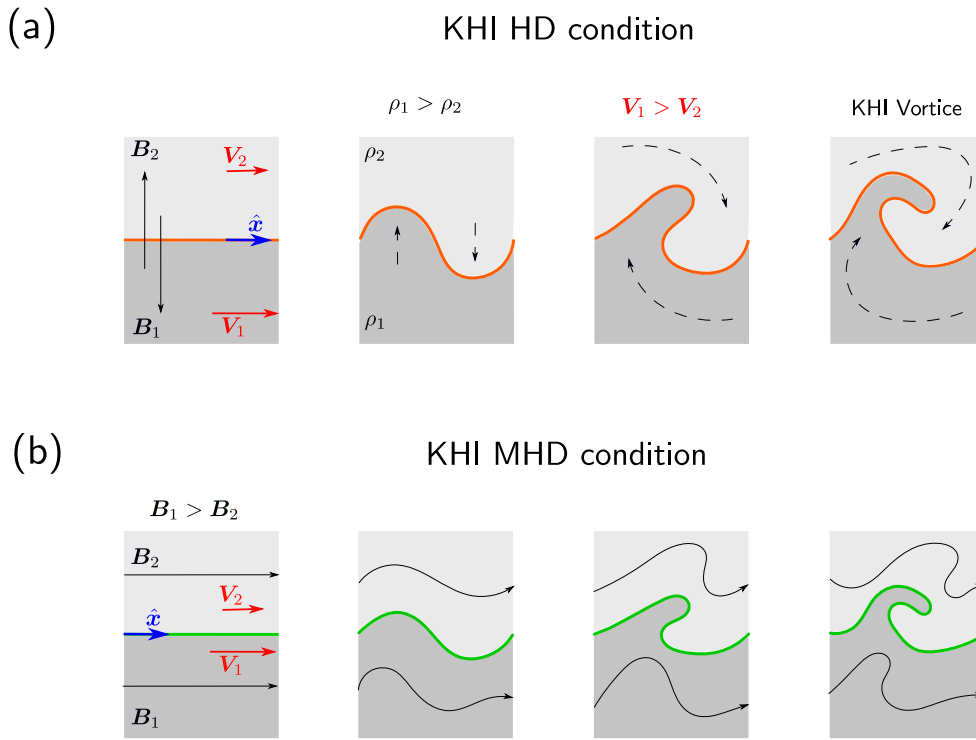 (a)
KHI HD condition
ρ₁ > ρ₂
V₁ > V₂
KHI Vortice
B₂
V₂
x̂
V₁
B₁
ρ₂
ρ₁
(b)
KHI MHD condition
B₁ > B₂
B₂
V₂
x̂
V₁
B₁